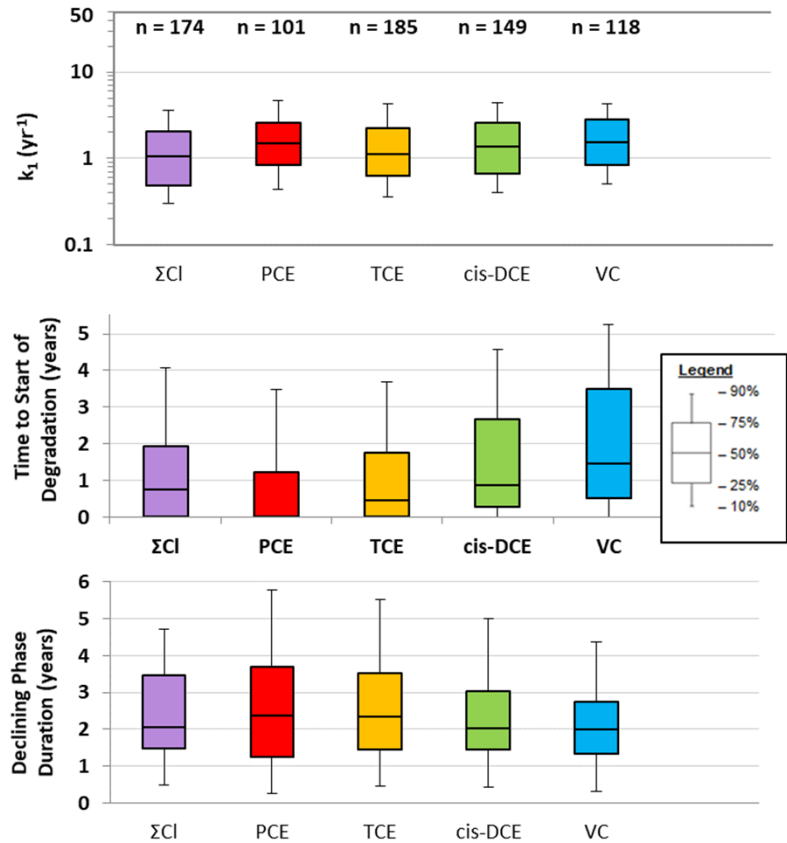 50
n = 174 n = 101 n = 185 n = 149 n = 118
10
1
0.1
k₁ (yr⁻¹)
ΣCl PCE TCE cis-DCE VC
Time to Start of
Degradation (years)
5
4
3
2
1
0
ΣCl PCE TCE cis-DCE VC
Legend
– 90%
– 75%
– 50%
– 25%
– 10%
Declining Phase
Duration (years)
6
5
4
3
2
1
0
ΣCl PCE TCE cis-DCE VC